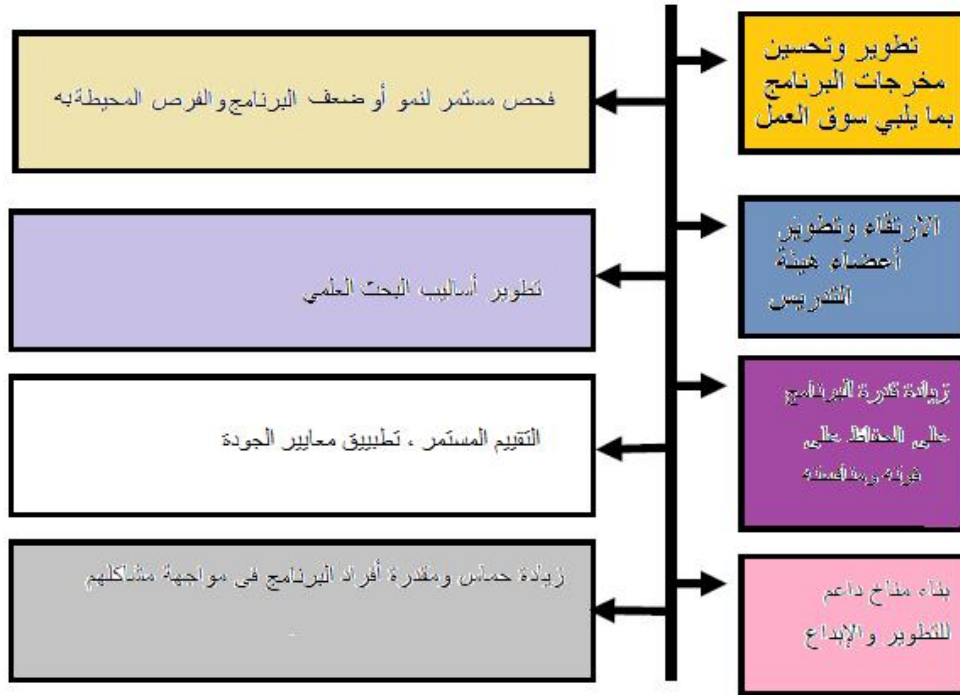 تطوير وتحسين
مخرجات البرنامج
بما يلبي سوق العمل
فحص مستمر لنمو أو ضعف البرنامج والفرص المحيطة به
الارتقاء وتطوير
أعضاء هيئة
التدريس
تطوير أساليب البحث العلمي
زيادة قدرة البرنامج
على الحفاظ على
قوته ومنافسته
التقييم المستمر ، تطبييق معايير الجودة
بناء مناخ داعم
للتطوير والإبداع
زيادة حماس ومقدرة أفراد البرنامج في مواجهة مشاكلهم